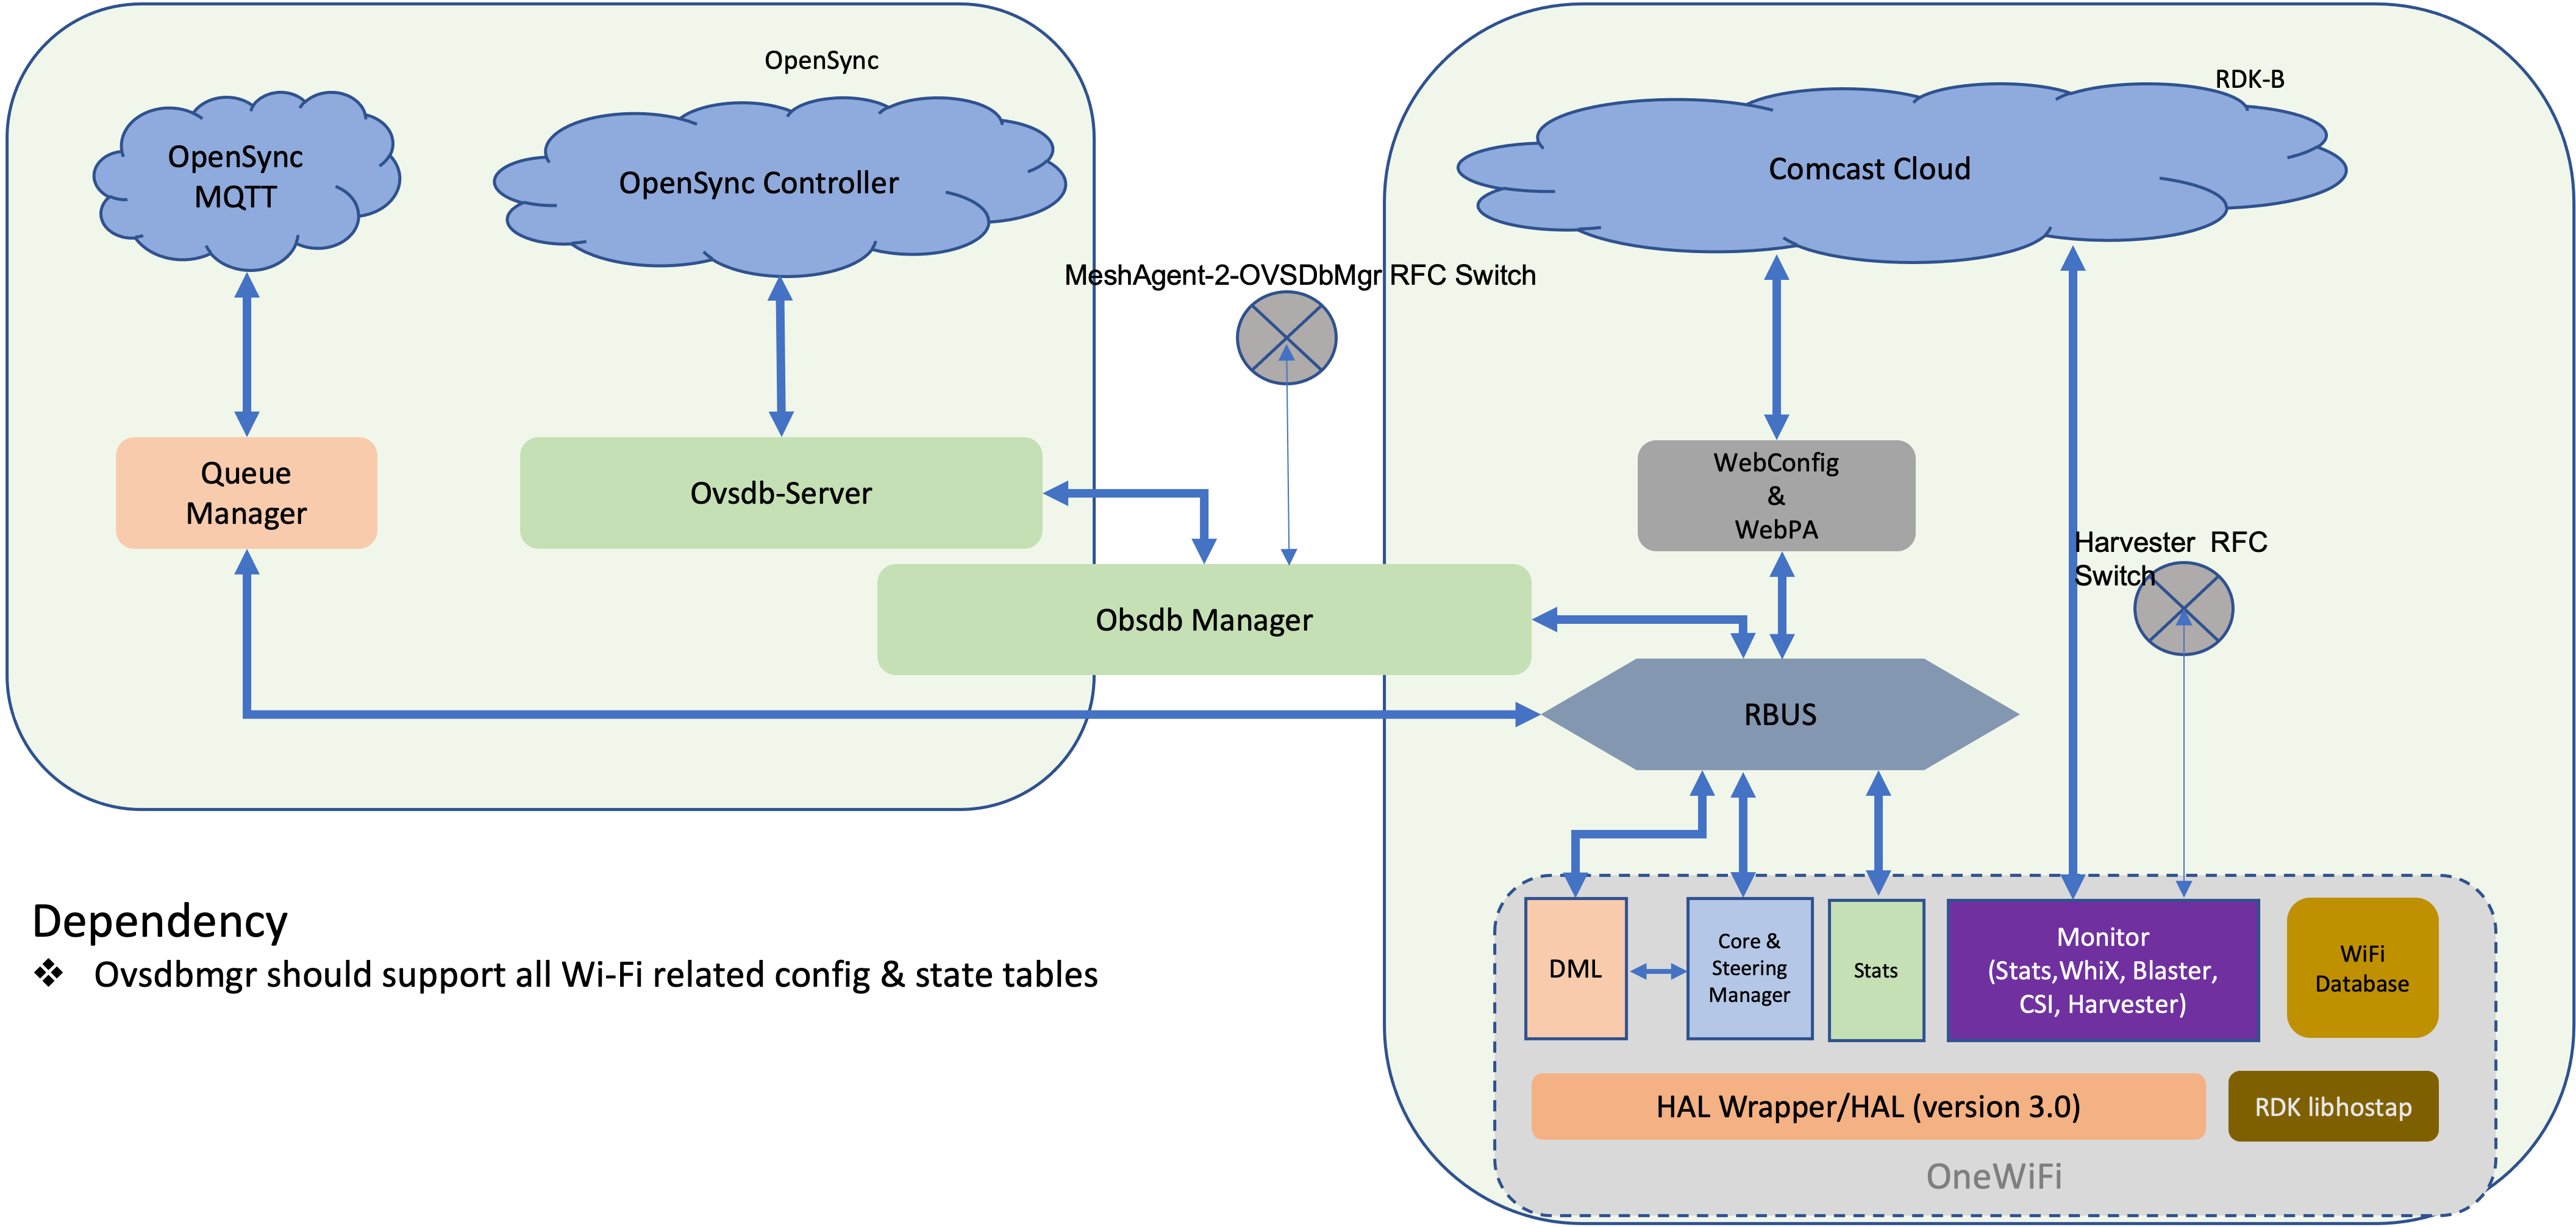 OpenSync
RDK-B
OpenSync
MQTT
OpenSync Controller
Comcast Cloud
MeshAgent-2-OVSDbMgr RFC Switch
Queue
Manager
Ovsdb-Server
WebConfig
&
WebPA
Harvester RFC
Switch
Obsdb Manager
RBUS
Dependency
❖ Ovsdbmgr should support all Wi-Fi related config & state tables
DML
Core &
Steering
Manager
Stats
Monitor
(Stats,WhiX, Blaster,
CSI, Harvester)
WiFi
Database
HAL Wrapper/HAL (version 3.0)
RDK libhostap
OneWiFi